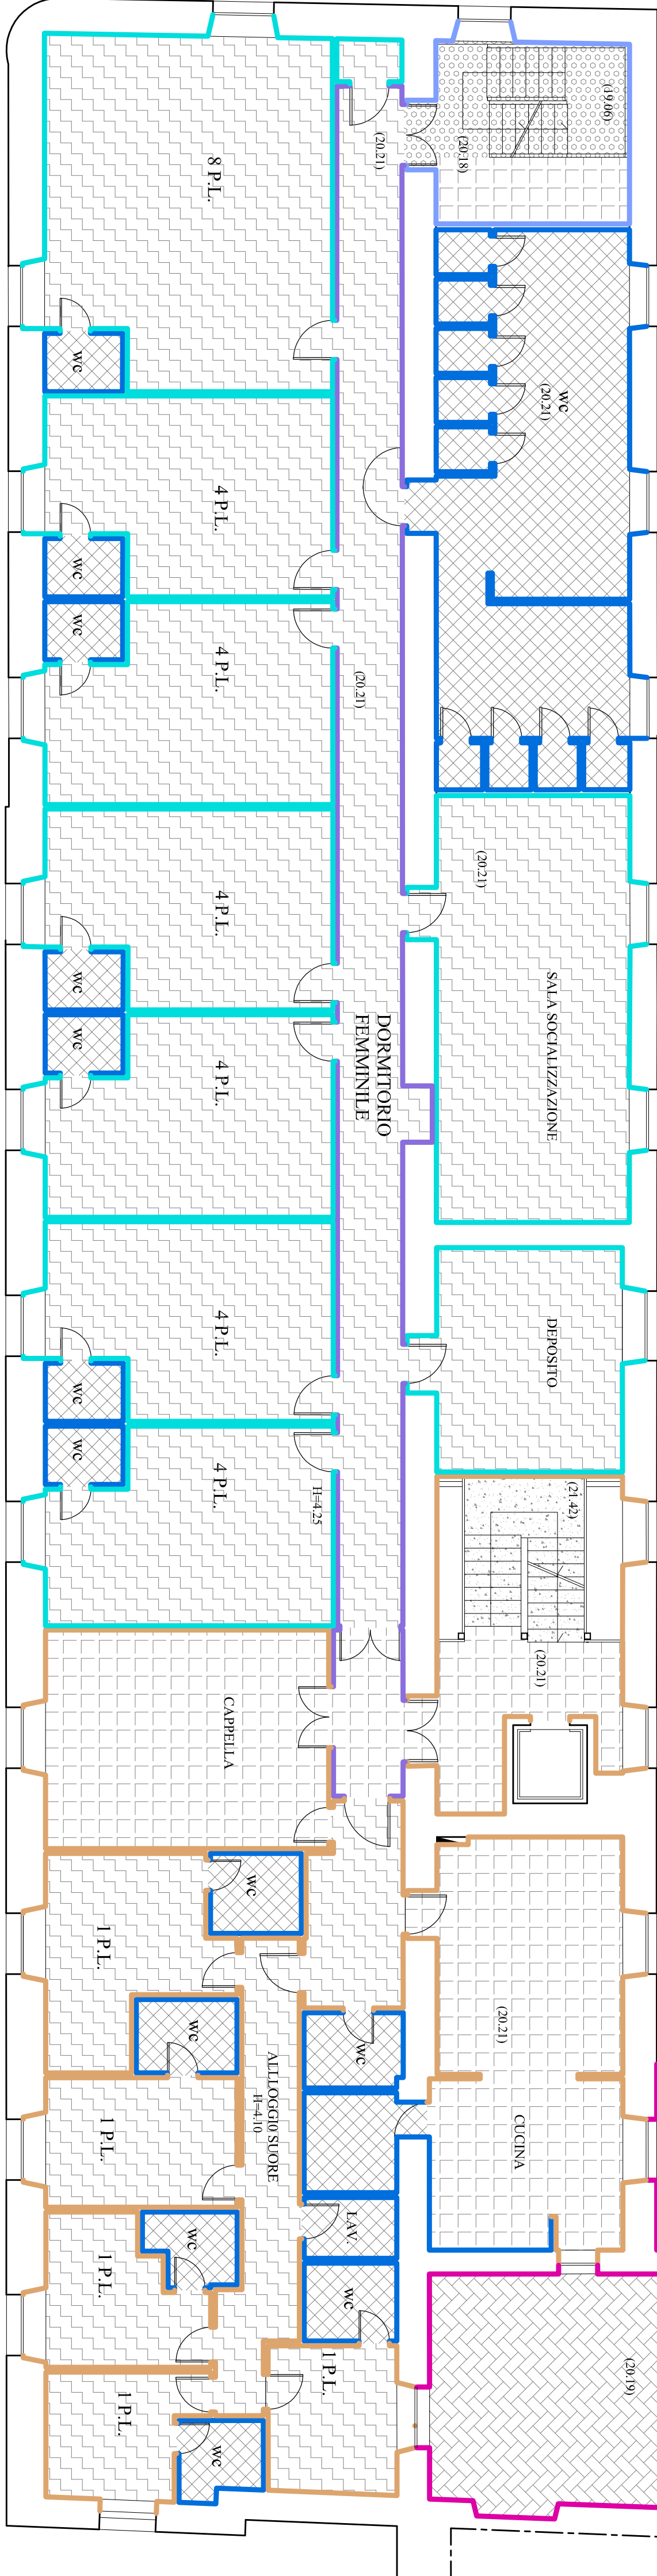 (19.06)
(20.18)
(20.21)
8 P.L.
wc
wc
(20.21)
4 P.L.
wc
wc
4 P.L.
(20.21)
(20.21)
4 P.L.
wc
SALA SOCIALIZZAZIONE
DORMITORIO
FEMMINILE
wc
4 P.L.
DEPOSITO
4 P.L.
wc
wc
4 P.L.
H=4.25
(21.42)
(20.21)
CAPPELLA
wc
1 P.L.
(20.21)
wc
wc
ALLLOGGIO SUORE
H=4.10
CUCINA
1 P.L.
LAV.
wc
1 P.L.
wc
1 P.L.
(20.19)
1 P.L.
wc